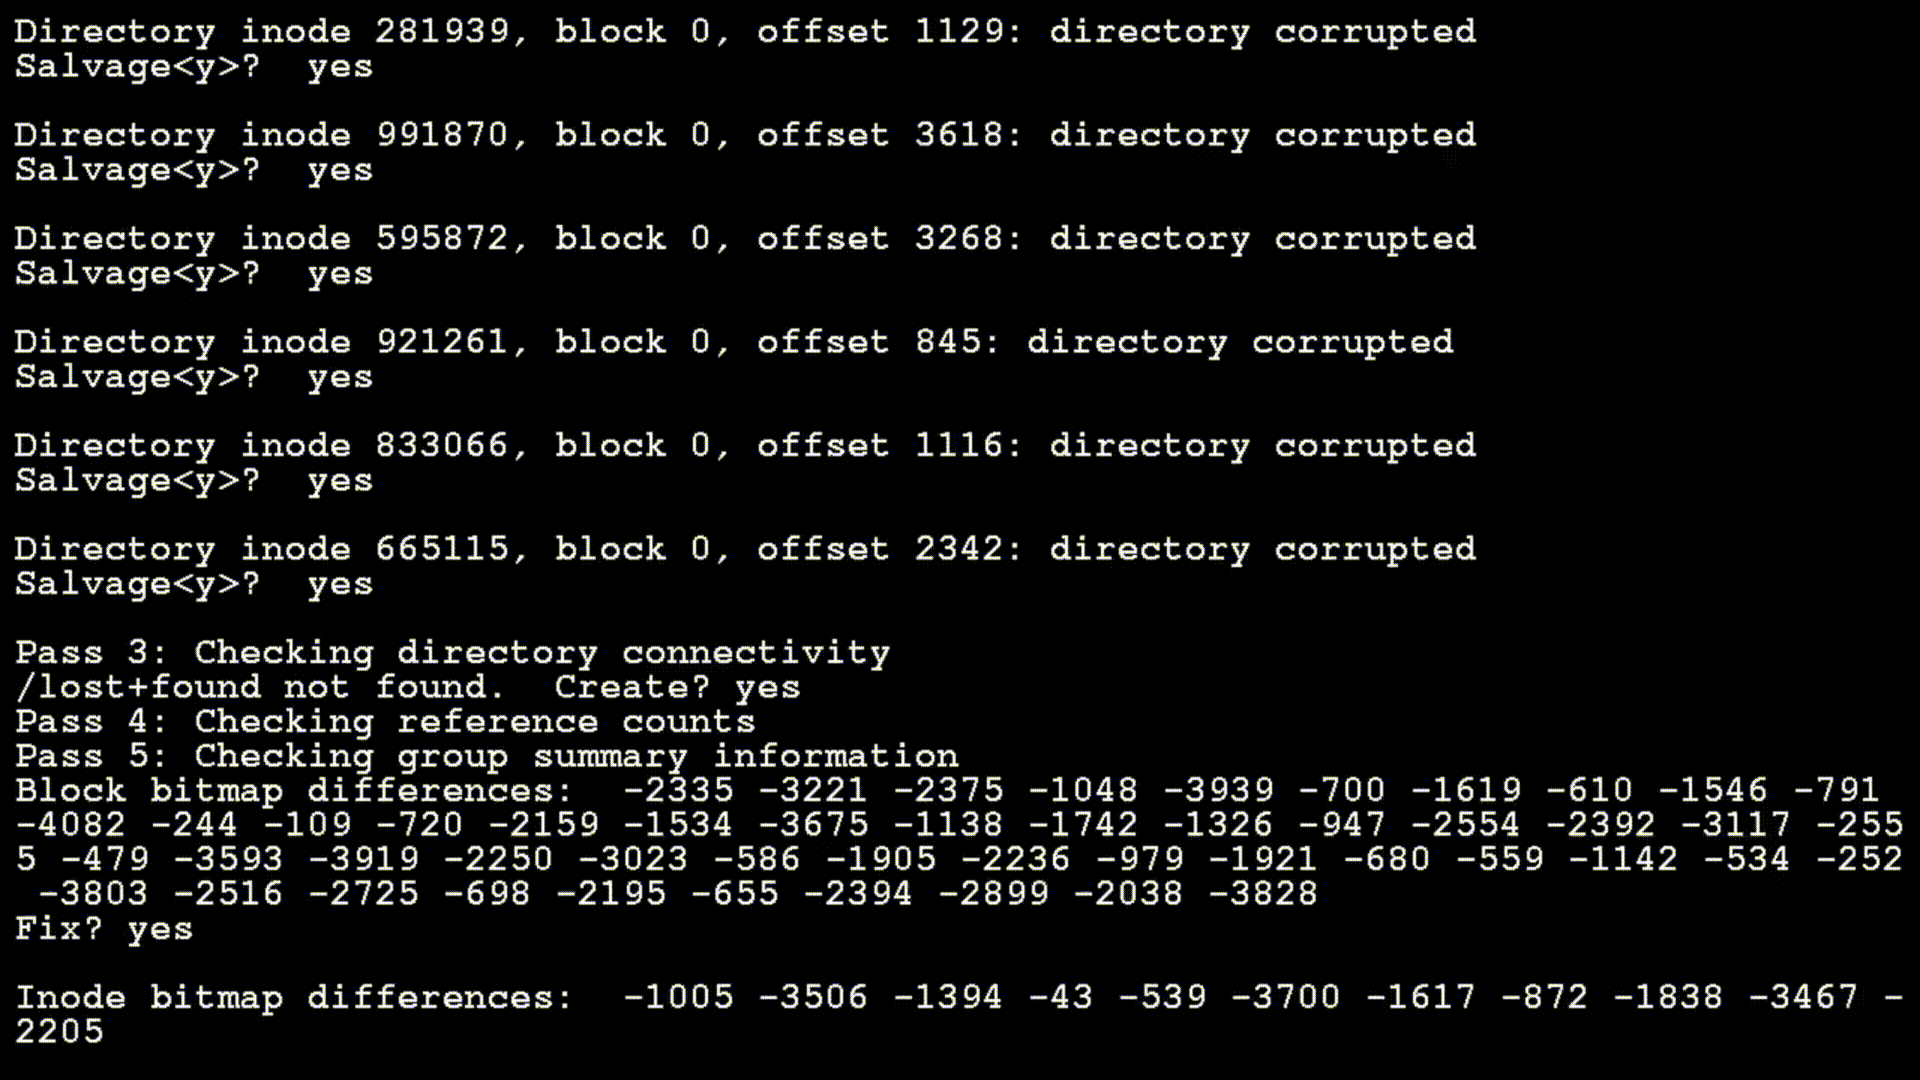 Directory inode 281939, block 0, offset 1129: directory corrupted
Salvage<y>?  yes
Directory inode 991870, block 0, offset 3618: directory corrupted
Salvage<y>?  yes
Directory inode 595872, block 0, offset 3268: directory corrupted
Salvage<y>?  yes
Directory inode 921261, block 0, offset 845: directory corrupted
Salvage<y>?  yes
Directory inode 833066, block 0, offset 1116: directory corrupted
Salvage<y>?  yes
Directory inode 665115, block 0, offset 2342: directory corrupted
Salvage<y>?  yes
Pass 3: Checking directory connectivity
/lost+found not found.  Create? yes
Pass 4: Checking reference counts
Pass 5: Checking group summary information
Block bitmap differences:  -2335 -3221 -2375 -1048 -3939 -700 -1619 -610 -1546 -791
-4082 -244 -109 -720 -2159 -1534 -3675 -1138 -1742 -1326 -947 -2554 -2392 -3117 -255
5 -479 -3593 -3919 -2250 -3023 -586 -1905 -2236 -979 -1921 -680 -559 -1142 -534 -252
 -3803 -2516 -2725 -698 -2195 -655 -2394 -2899 -2038 -3828
Fix? yes
Inode bitmap differences:  -1005 -3506 -1394 -43 -539 -3700 -1617 -872 -1838 -3467 -
2205